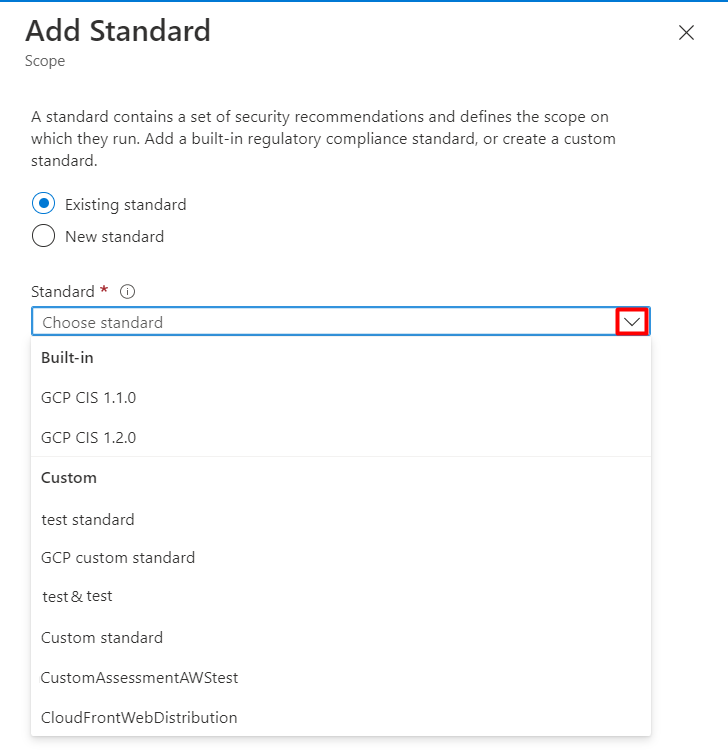 Add Standard
Scope
A standard contains a set of security recommendations and defines the scope on
which they run. Add a built-in regulatory compliance standard, or create a custom
standard.
Existing standard
New standard
Standard *
Choose standard
Built-in
GCP CIS 1.1.0
GCP CIS 1.2.0
Custom
test standard
GCP custom standard
test & test
Custom standard
CustomAssessmentAWStest
CloudFrontWebDistribution